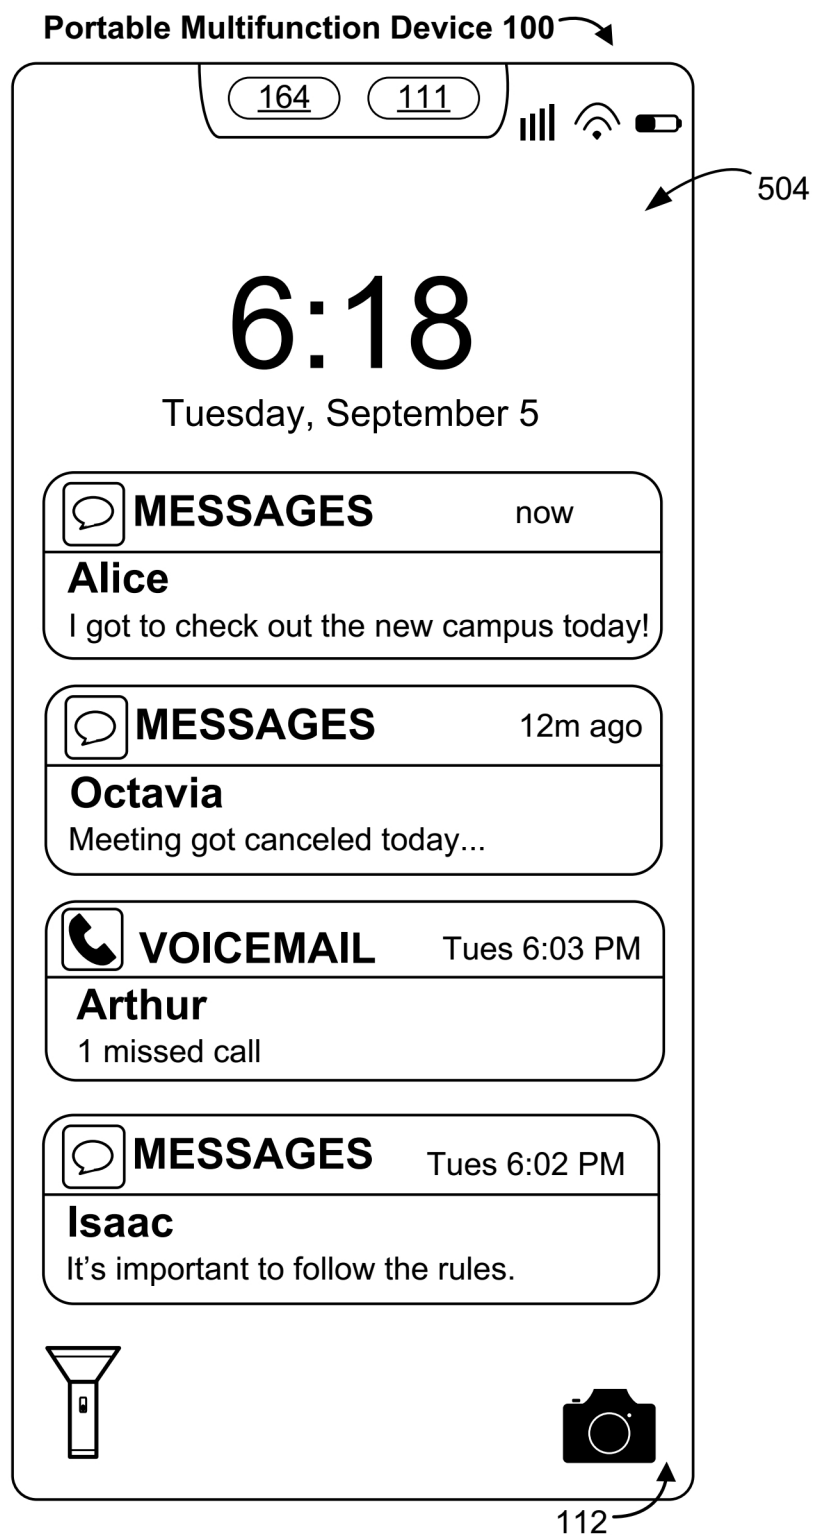 Portable Multifunction Device 100
164 111
504
6:18
Tuesday, September 5
MESSAGES now
Alice
I got to check out the new campus today!
MESSAGES 12m ago
Octavia
Meeting got canceled today...
VOICEMAIL Tues 6:03 PM
Arthur
1 missed call
MESSAGES Tues 6:02 PM
Isaac
It’s important to follow the rules.
112